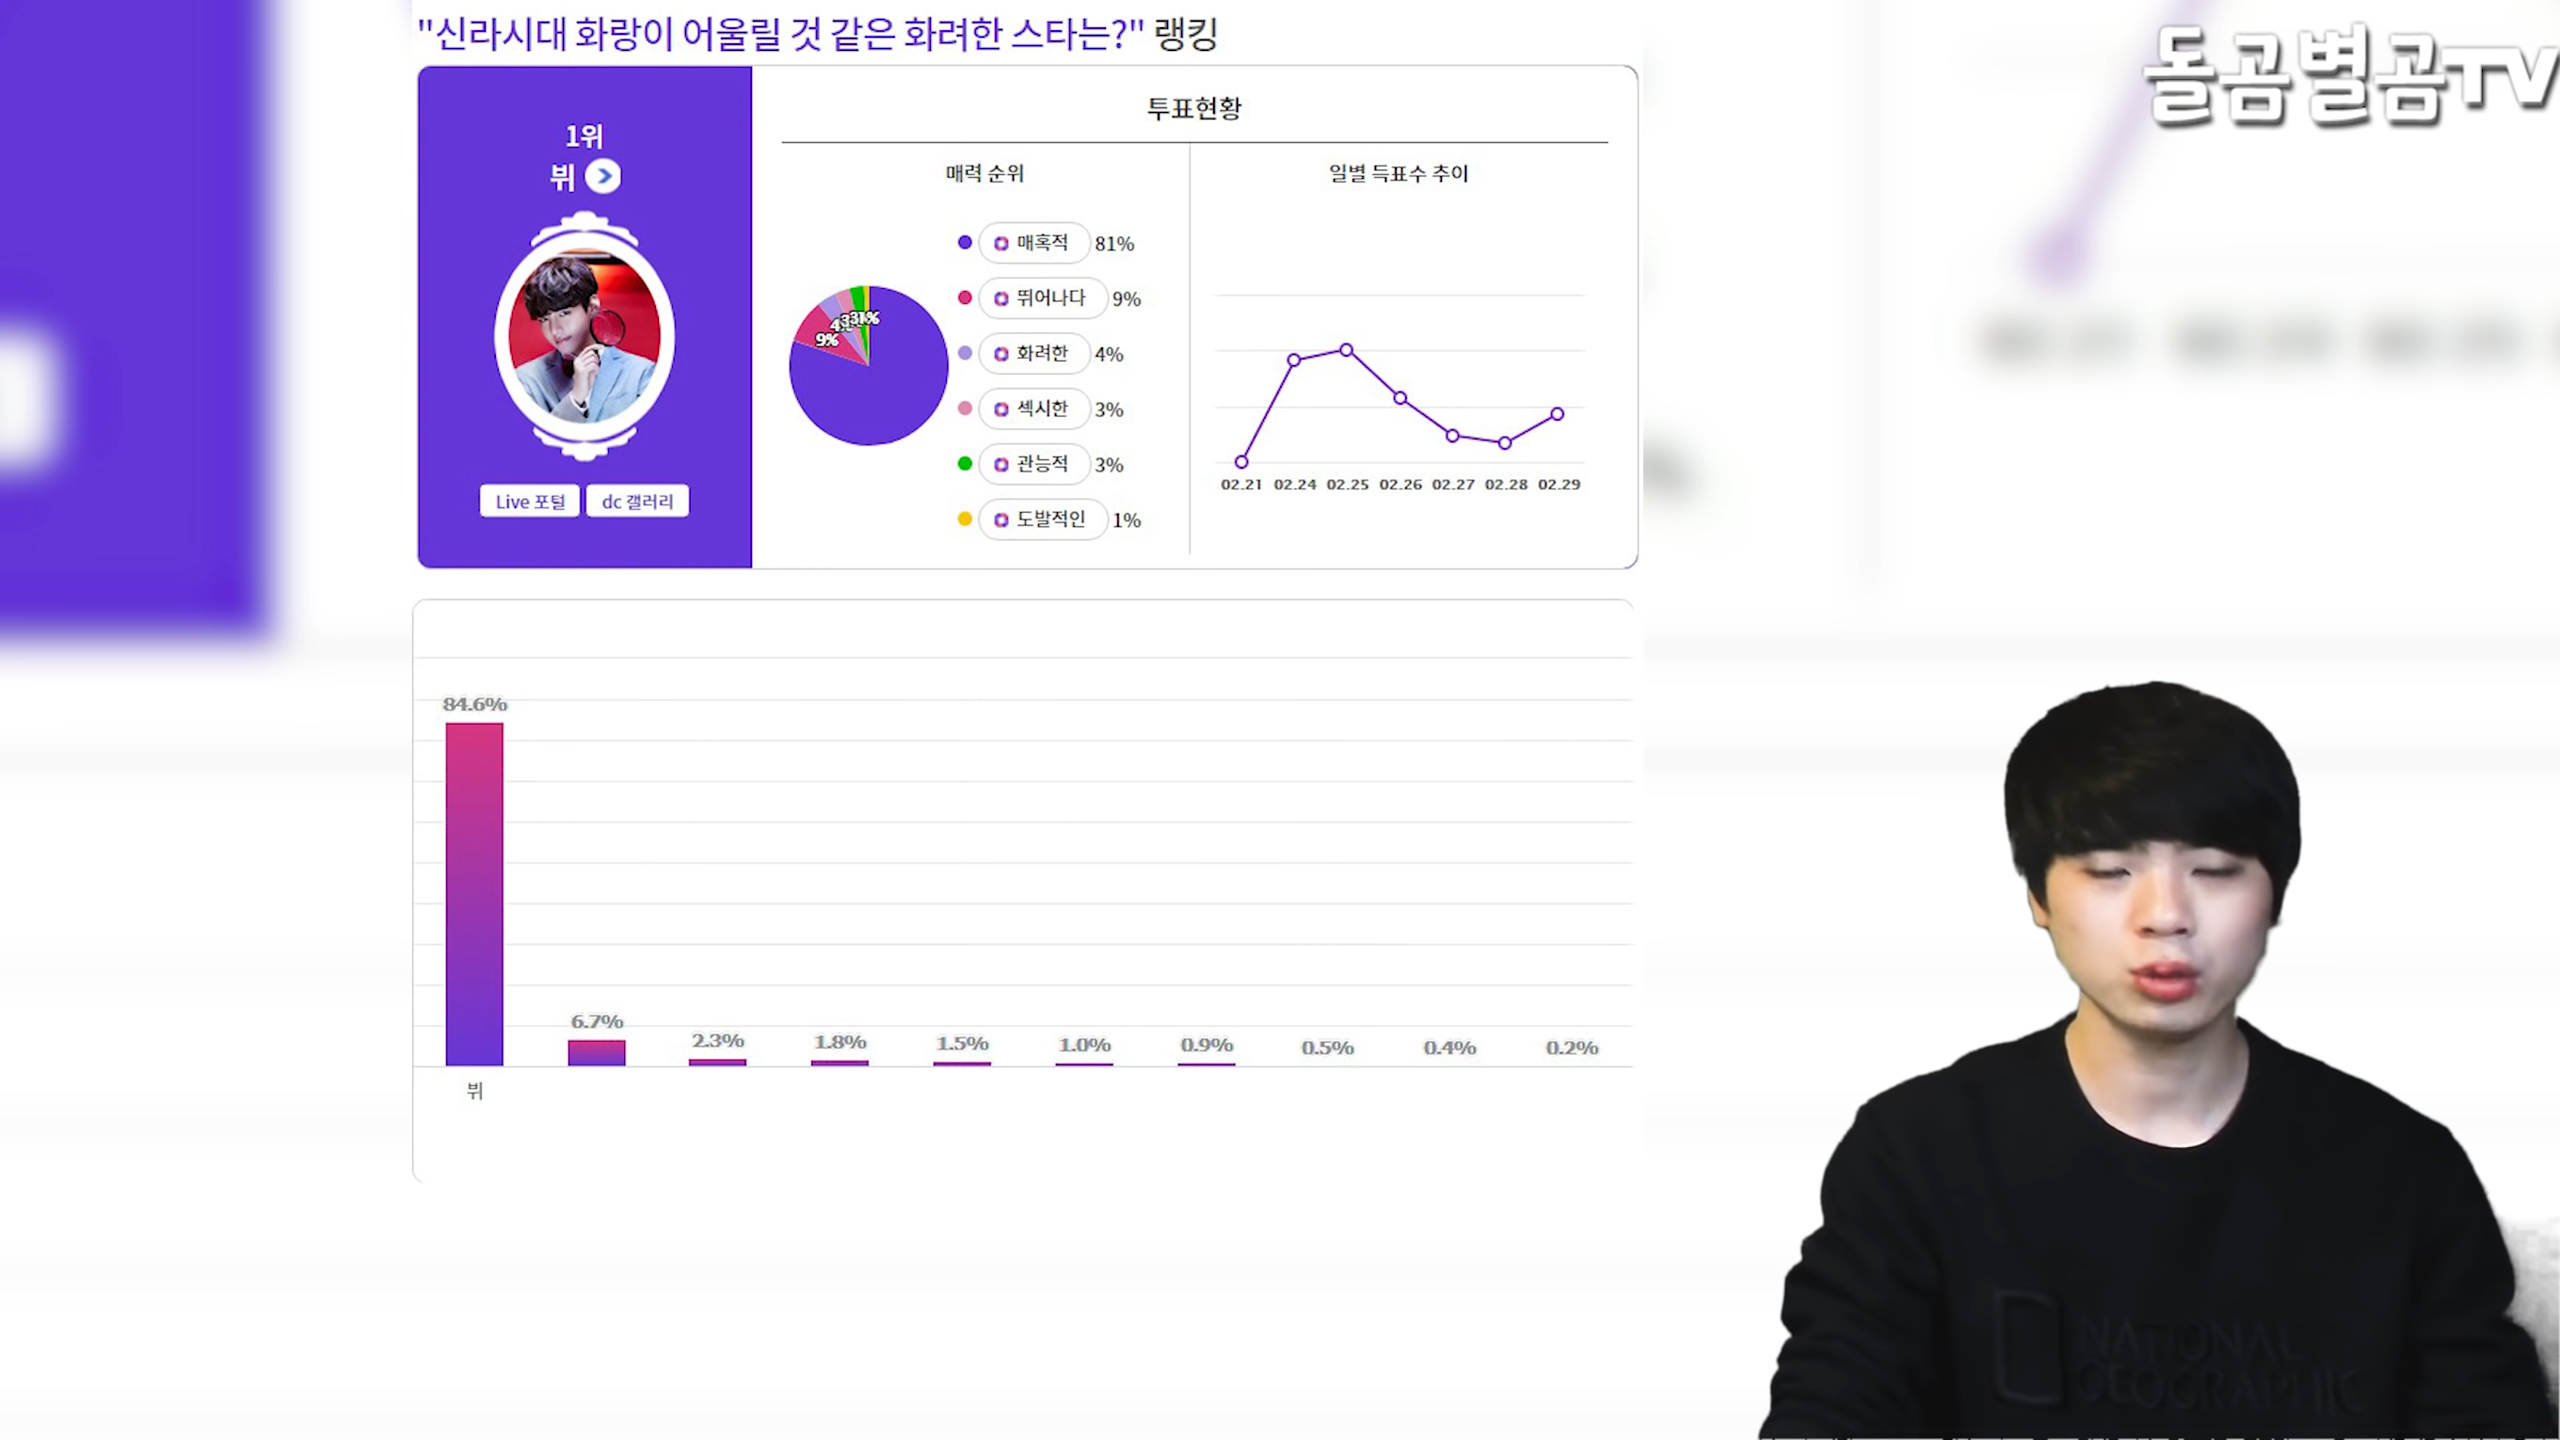 "신라시대 화랑이 어울릴 것 같은 화려한 스타는?" 랭킹
돌곰별곰TV
1위
뷔
Live 포털
dc 갤러리
투표현황
매력 순위
매혹적 81%
뛰어나다 9%
화려한 4%
섹시한 3%
관능적 3%
도발적인 1%
9%
일별 득표수 추이
02.21 02.24 02.25 02.26 02.27 02.28 02.29
84.6%
6.7%
2.3%
1.8%
1.5%
1.0%
0.9%
0.5%
0.4%
0.2%
뷔
NATIONAL
GEOGRAPHIC